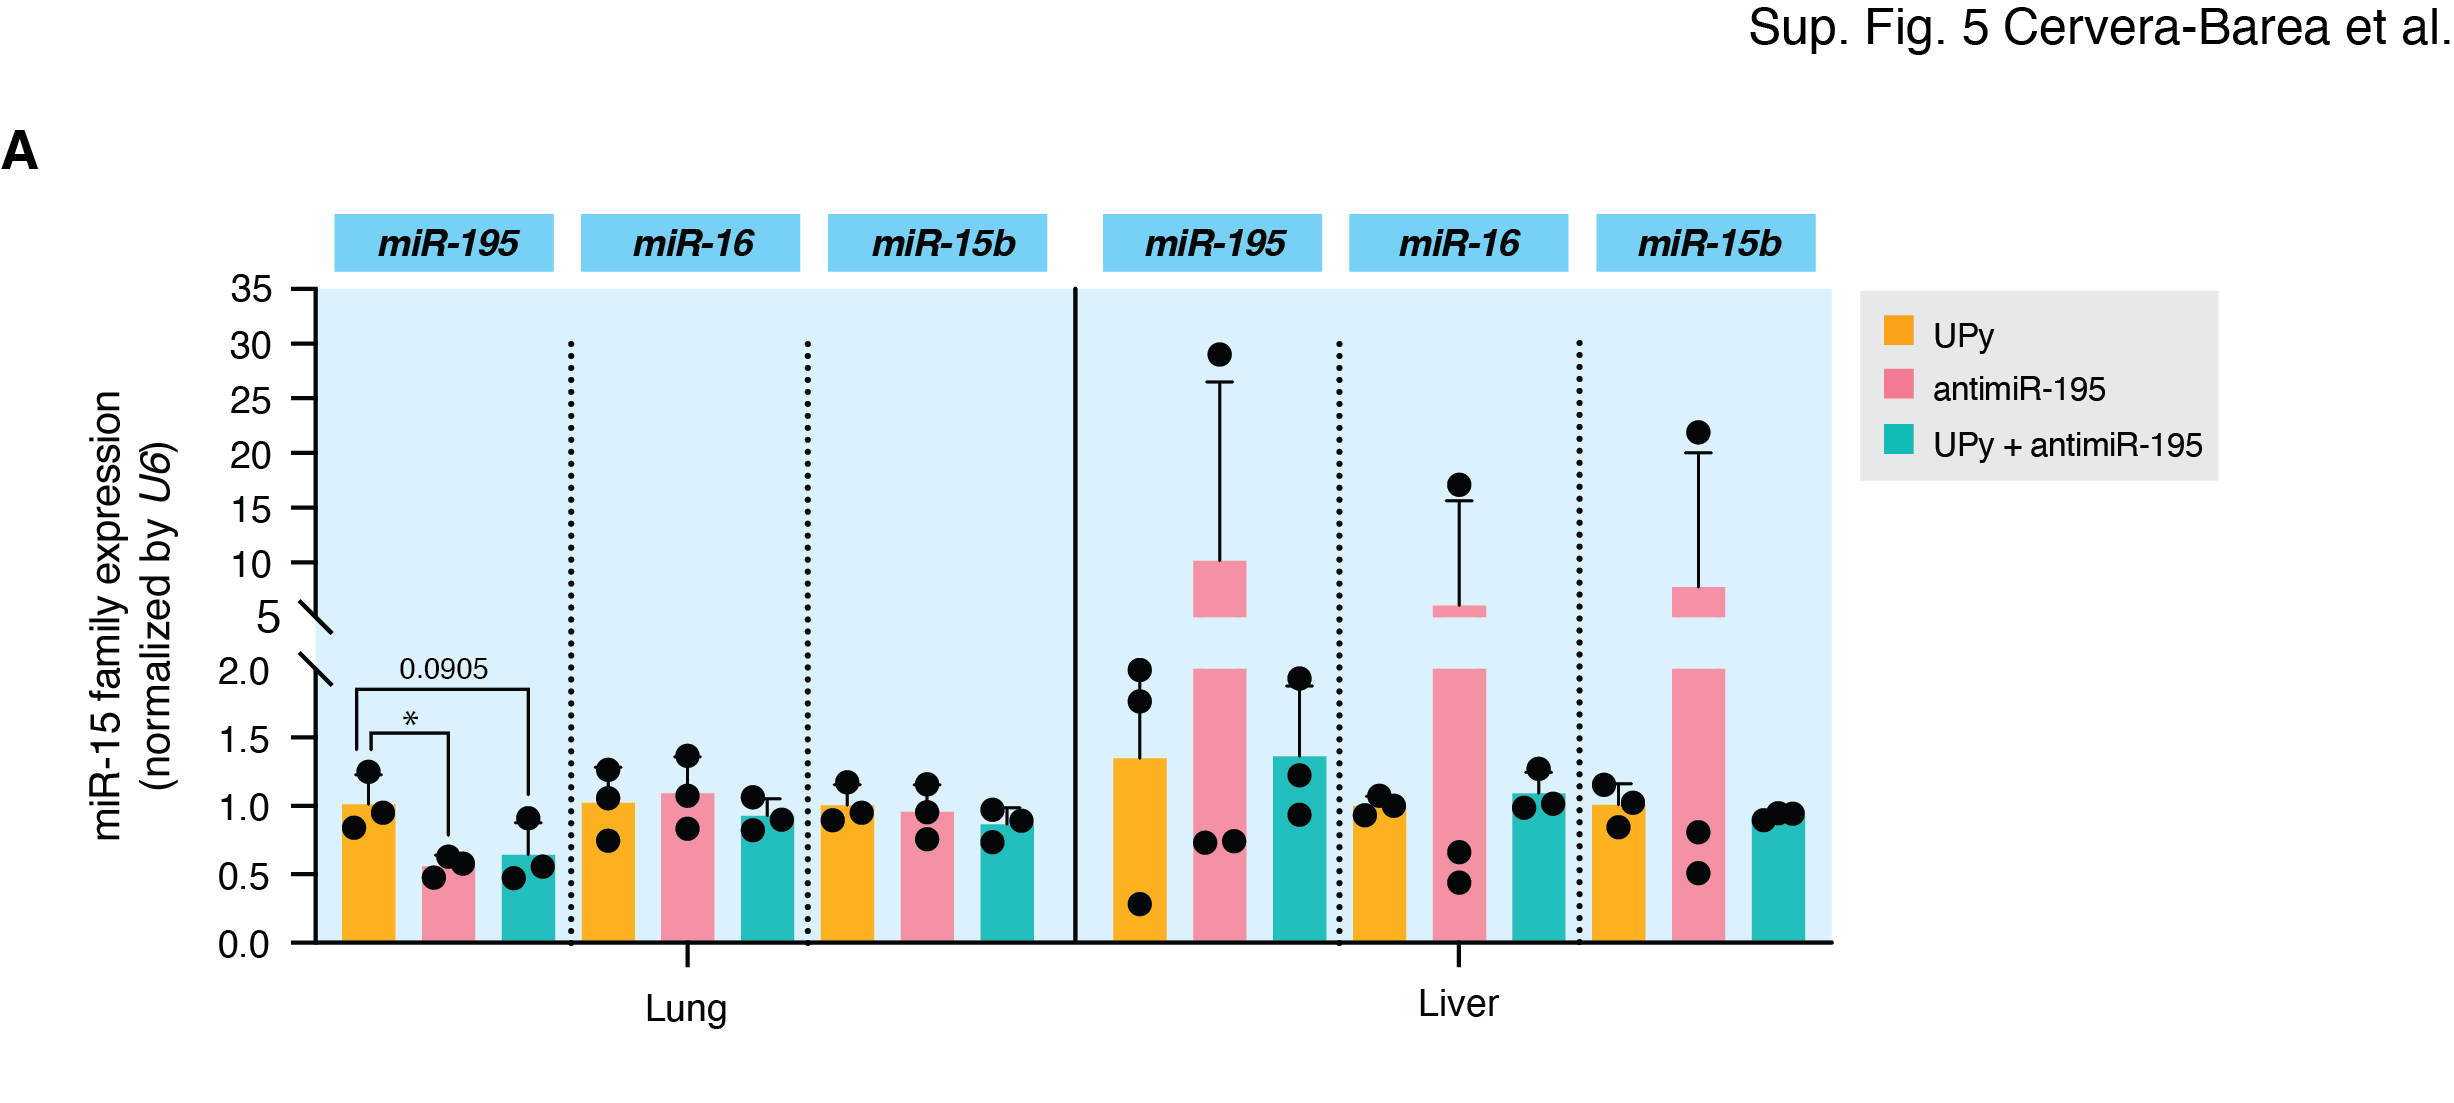 Sup. Fig. 5 Cervera-Barea et al.
A
miR-195
miR-16
miR-15b
miR-195
miR-16
miR-15b
miR-15 family expression
(normalized by U6)
35
30
25
20
15
10
5
2.0
1.5
1.0
0.5
0.0
0.0905
*
UPy
antimiR-195
UPy + antimiR-195
Lung
Liver